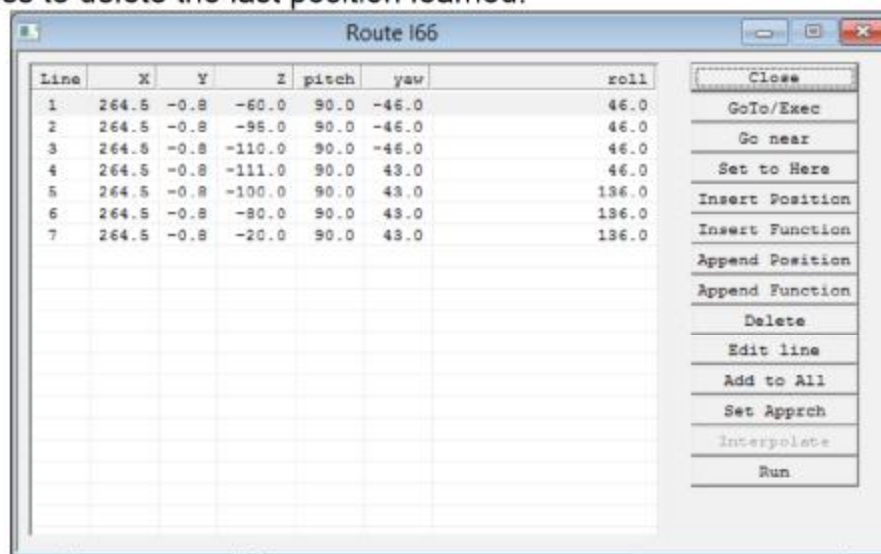 to delete the last position learned.
Route I66
Line X Y Z pitch yaw roll
1 264.5 -0.8 -60.0 90.0 -46.0 46.0
2 264.5 -0.8 -95.0 90.0 -46.0 46.0
3 264.5 -0.8 -110.0 90.0 -46.0 46.0
4 264.5 -0.8 -111.0 90.0 43.0 46.0
5 264.5 -0.8 -100.0 90.0 43.0 136.0
6 264.5 -0.8 -80.0 90.0 43.0 136.0
7 264.5 -0.8 -20.0 90.0 43.0 136.0
Close
GoTo/Exec
Go near
Set to Here
Insert Position
Insert Function
Append Position
Append Function
Delete
Edit line
Add to All
Set Apprch
Interpolate
Run